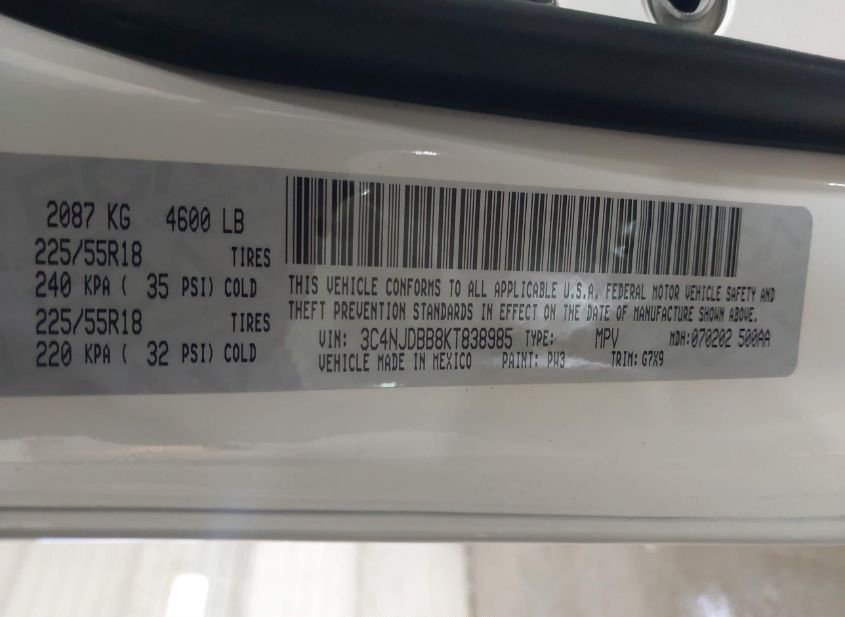 2087 KG 4600 LB
225/55R18 TIRES
240 KPA ( 35 PSI) COLD
225/55R18 TIRES
220 KPA ( 32 PSI) COLD
THIS VEHICLE CONFORMS TO ALL APPLICABLE U.S.A. FEDERAL MOTOR VEHICLE SAFETY AND
THEFT PREVENTION STANDARDS IN EFFECT ON THE DATE OF MANUFACTURE SHOWN ABOVE.
VIN: 3C4NJDBB8KT838985 TYPE: MPV MDH:070202 500AA
VEHICLE MADE IN MEXICO PAINT: PW3 TRIM: G7X9